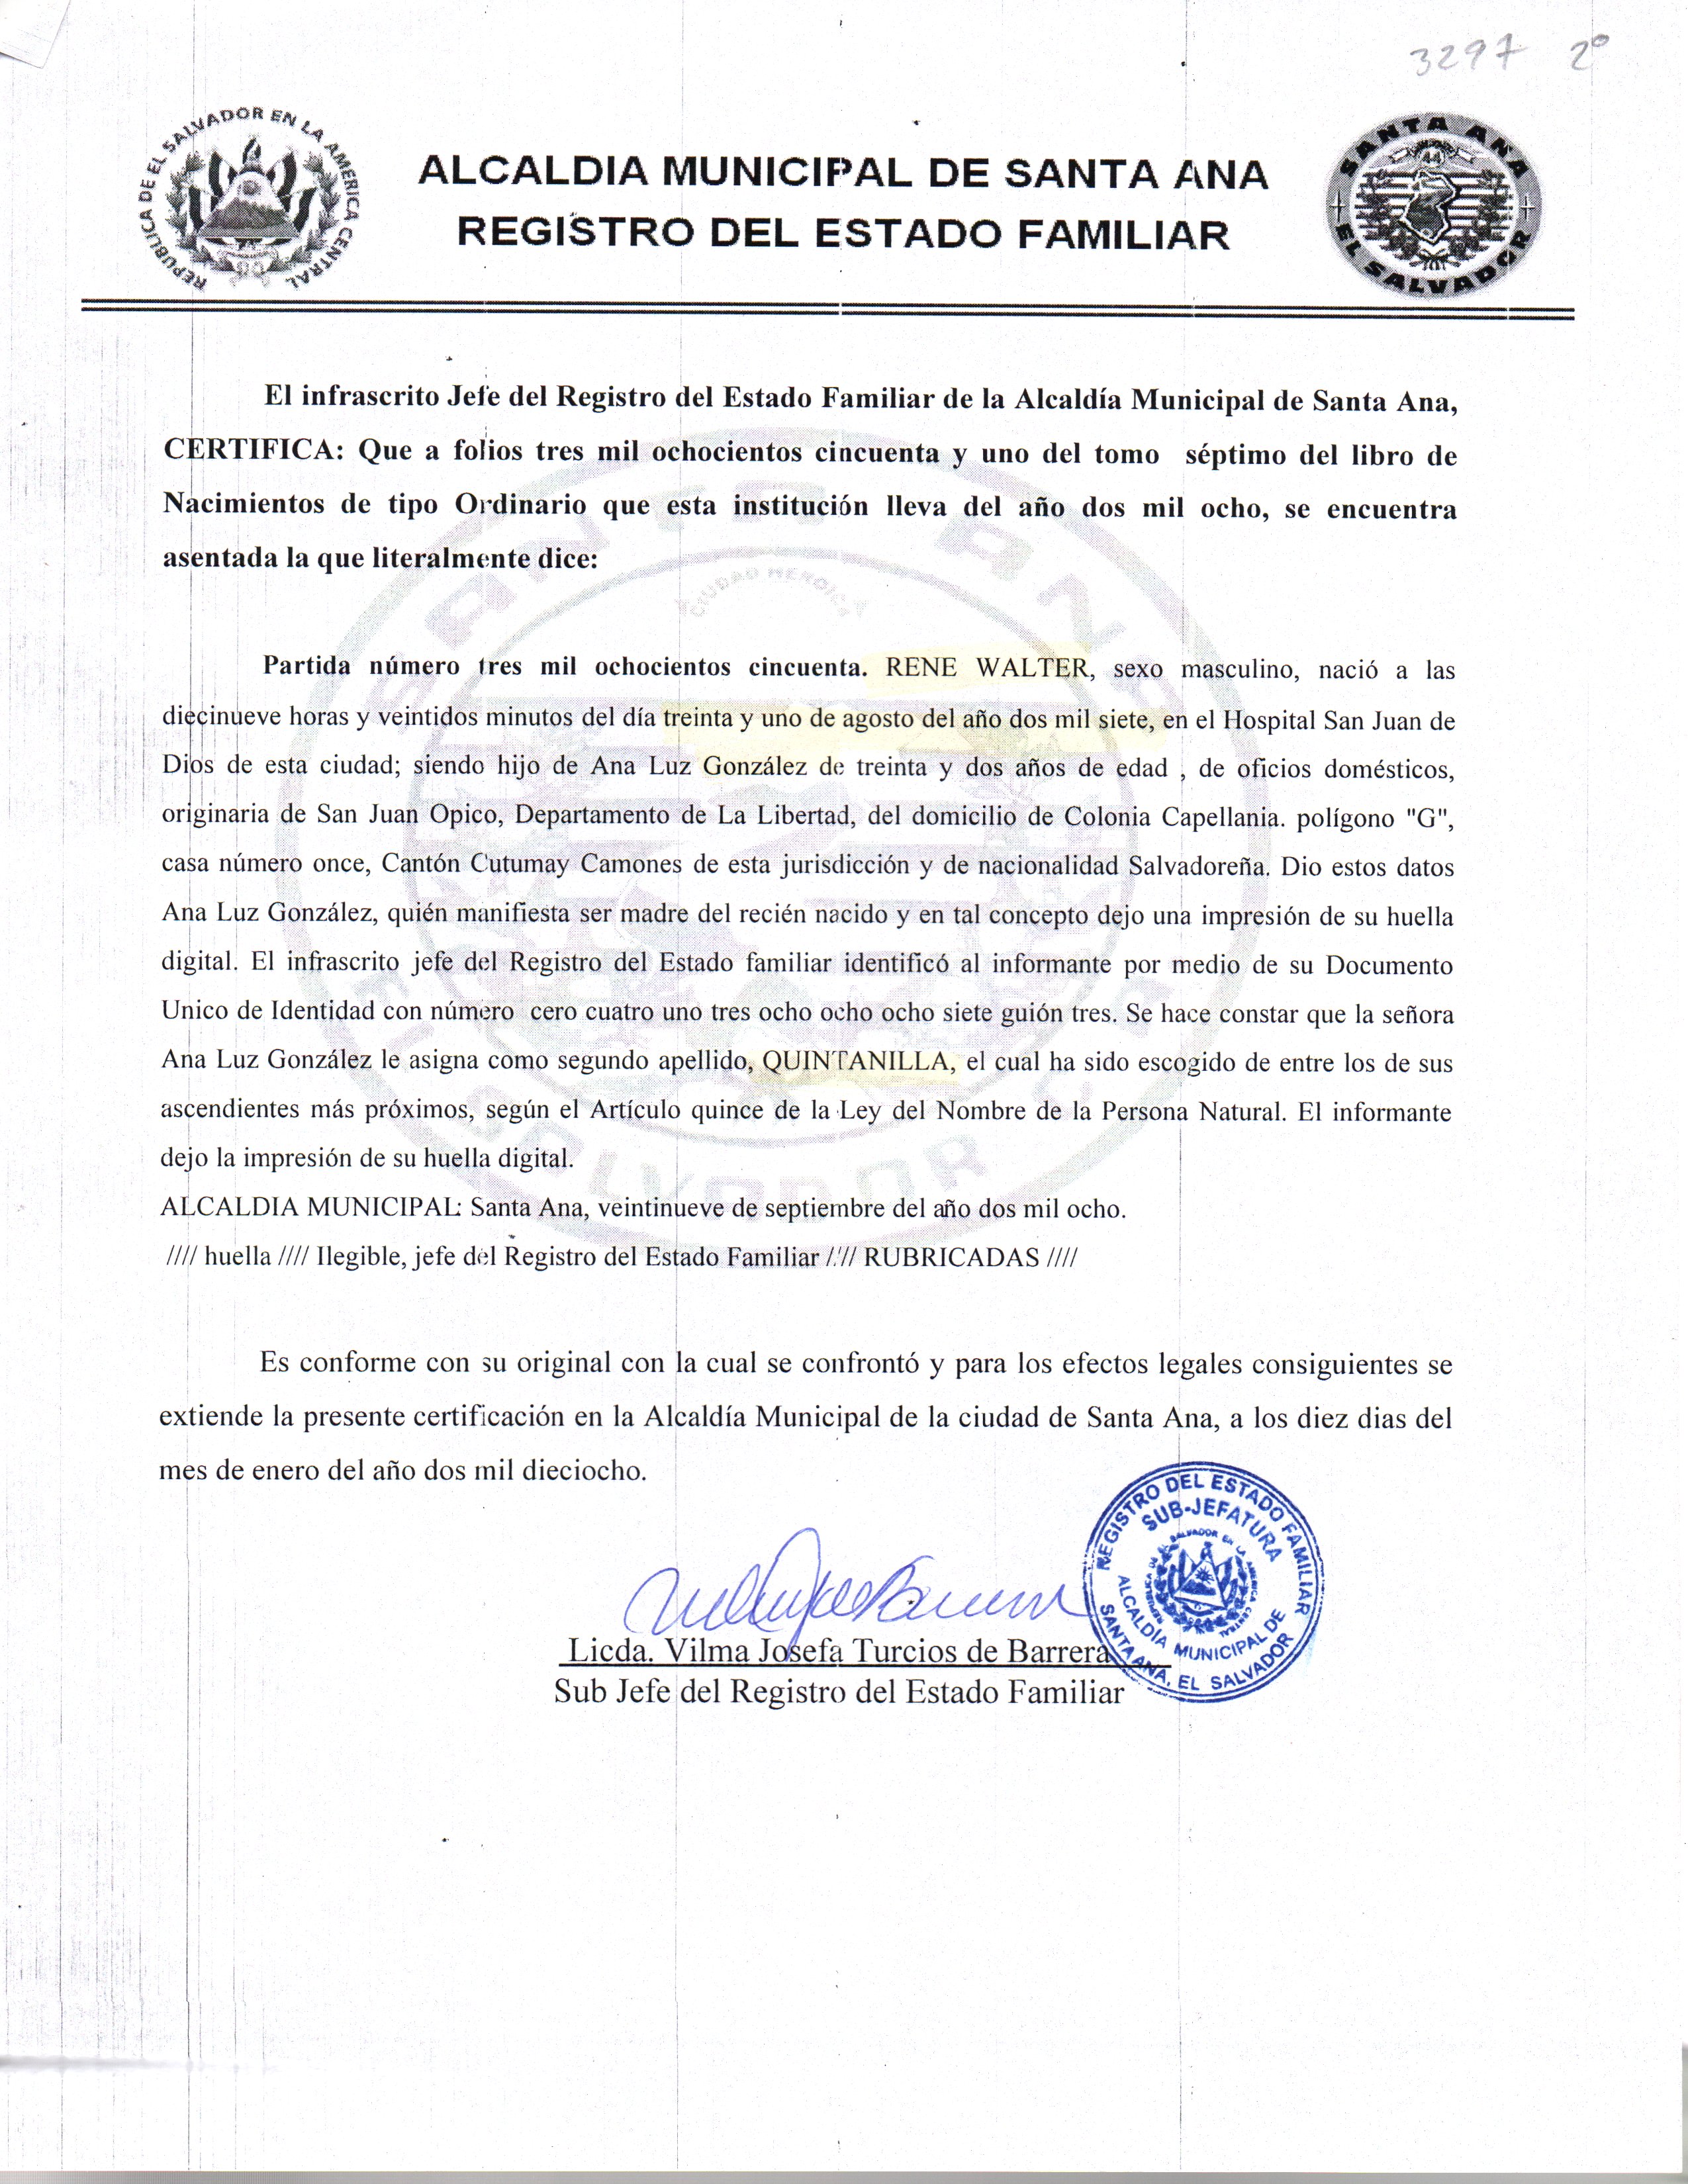 3297 2º
REPUBLICA DE EL SALVADOR EN LA AMERICA CENTRAL
ALCALDIA MUNICIPAL DE SANTA ANA
REGISTRO DEL ESTADO FAMILIAR
SANTA ANA
44
EL SALVADOR
El infrascrito Jefe del Registro del Estado Familiar de la Alcaldía Municipal de Santa Ana,
CERTIFICA: Que a folios tres mil ochocientos cincuenta y uno del tomo séptimo del libro de
Nacimientos de tipo Ordinario que esta institución lleva del año dos mil ocho, se encuentra
asentada la que literalmente dice:
CIUDAD HEROICA
Partida número tres mil ochocientos cincuenta. RENE WALTER, sexo masculino, nació a las
diecinueve horas y veintidos minutos del día treinta y uno de agosto del año dos mil siete, en el Hospital San Juan de
Dios de esta ciudad; siendo hijo de Ana Luz González de treinta y dos años de edad , de oficios domésticos,
originaria de San Juan Opico, Departamento de La Libertad, del domicilio de Colonia Capellania. polígono "G",
casa número once, Cantón Cutumay Camones de esta jurisdicción y de nacionalidad Salvadoreña. Dio estos datos
Ana Luz González, quién manifiesta ser madre del recién nacido y en tal concepto dejo una impresión de su huella
digital. El infrascrito jefe del Registro del Estado familiar identificó al informante por medio de su Documento
Unico de Identidad con número cero cuatro uno tres ocho ocho ocho siete guión tres. Se hace constar que la señora
Ana Luz González le asigna como segundo apellido, QUINTANILLA, el cual ha sido escogido de entre los de sus
ascendientes más próximos, según el Artículo quince de la Ley del Nombre de la Persona Natural. El informante
dejo la impresión de su huella digital.
ALCALDIA MUNICIPAL: Santa Ana, veintinueve de septiembre del año dos mil ocho.
//// huella //// Ilegible, jefe del Registro del Estado Familiar //// RUBRICADAS ////
Es conforme con su original con la cual se confrontó y para los efectos legales consiguientes se
extiende la presente certificación en la Alcaldía Municipal de la ciudad de Santa Ana, a los diez dias del
mes de enero del año dos mil dieciocho.
REGISTRO DEL ESTADO FAMILIAR
SUB-JEFATURA
REPUBLICA DE EL SALVADOR EN LA AMERICA CENTRAL
ALCALDÍA MUNICIPAL DE
SANTA ANA, EL SALVADOR
Licda. Vilma Josefa Turcios de Barrera
Sub Jefe del Registro del Estado Familiar